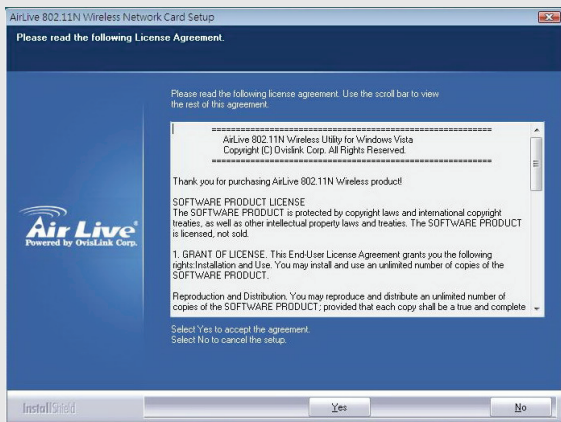 AirLive 802.11N Wireless Network Card Setup
Please read the following License Agreement.
Please read the following license agreement. Use the scroll bar to view
the rest of this agreement.
============================================================
AirLive 802.11N Wireless Utility for Windows Vista
Copyright (C) Ovislink Corp. All Rights Reserved.
============================================================
Thank you for purchasing AirLive 802.11N Wireless product!
SOFTWARE PRODUCT LICENSE
The SOFTWARE PRODUCT is protected by copyright laws and international copyright
treaties, as well as other intellectual property laws and treaties. The SOFTWARE PRODUCT
is licensed, not sold.
1. GRANT OF LICENSE. This End-User License Agreement grants you the following
rights:Installation and Use. You may install and use an unlimited number of copies of the
SOFTWARE PRODUCT.
Reproduction and Distribution. You may reproduce and distribute an unlimited number of
copies of the SOFTWARE PRODUCT; provided that each copy shall be a true and complete
Air Live®
Powered by OvisLink Corp.
Select Yes to accept the agreement.
Select No to cancel the setup.
InstallShield
Yes
No